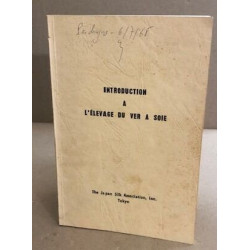 INTRODUCTION
A
L'ÉLEVAGE DU VER A SOIE
The Japan Silk Association, Inc.
Tokyo